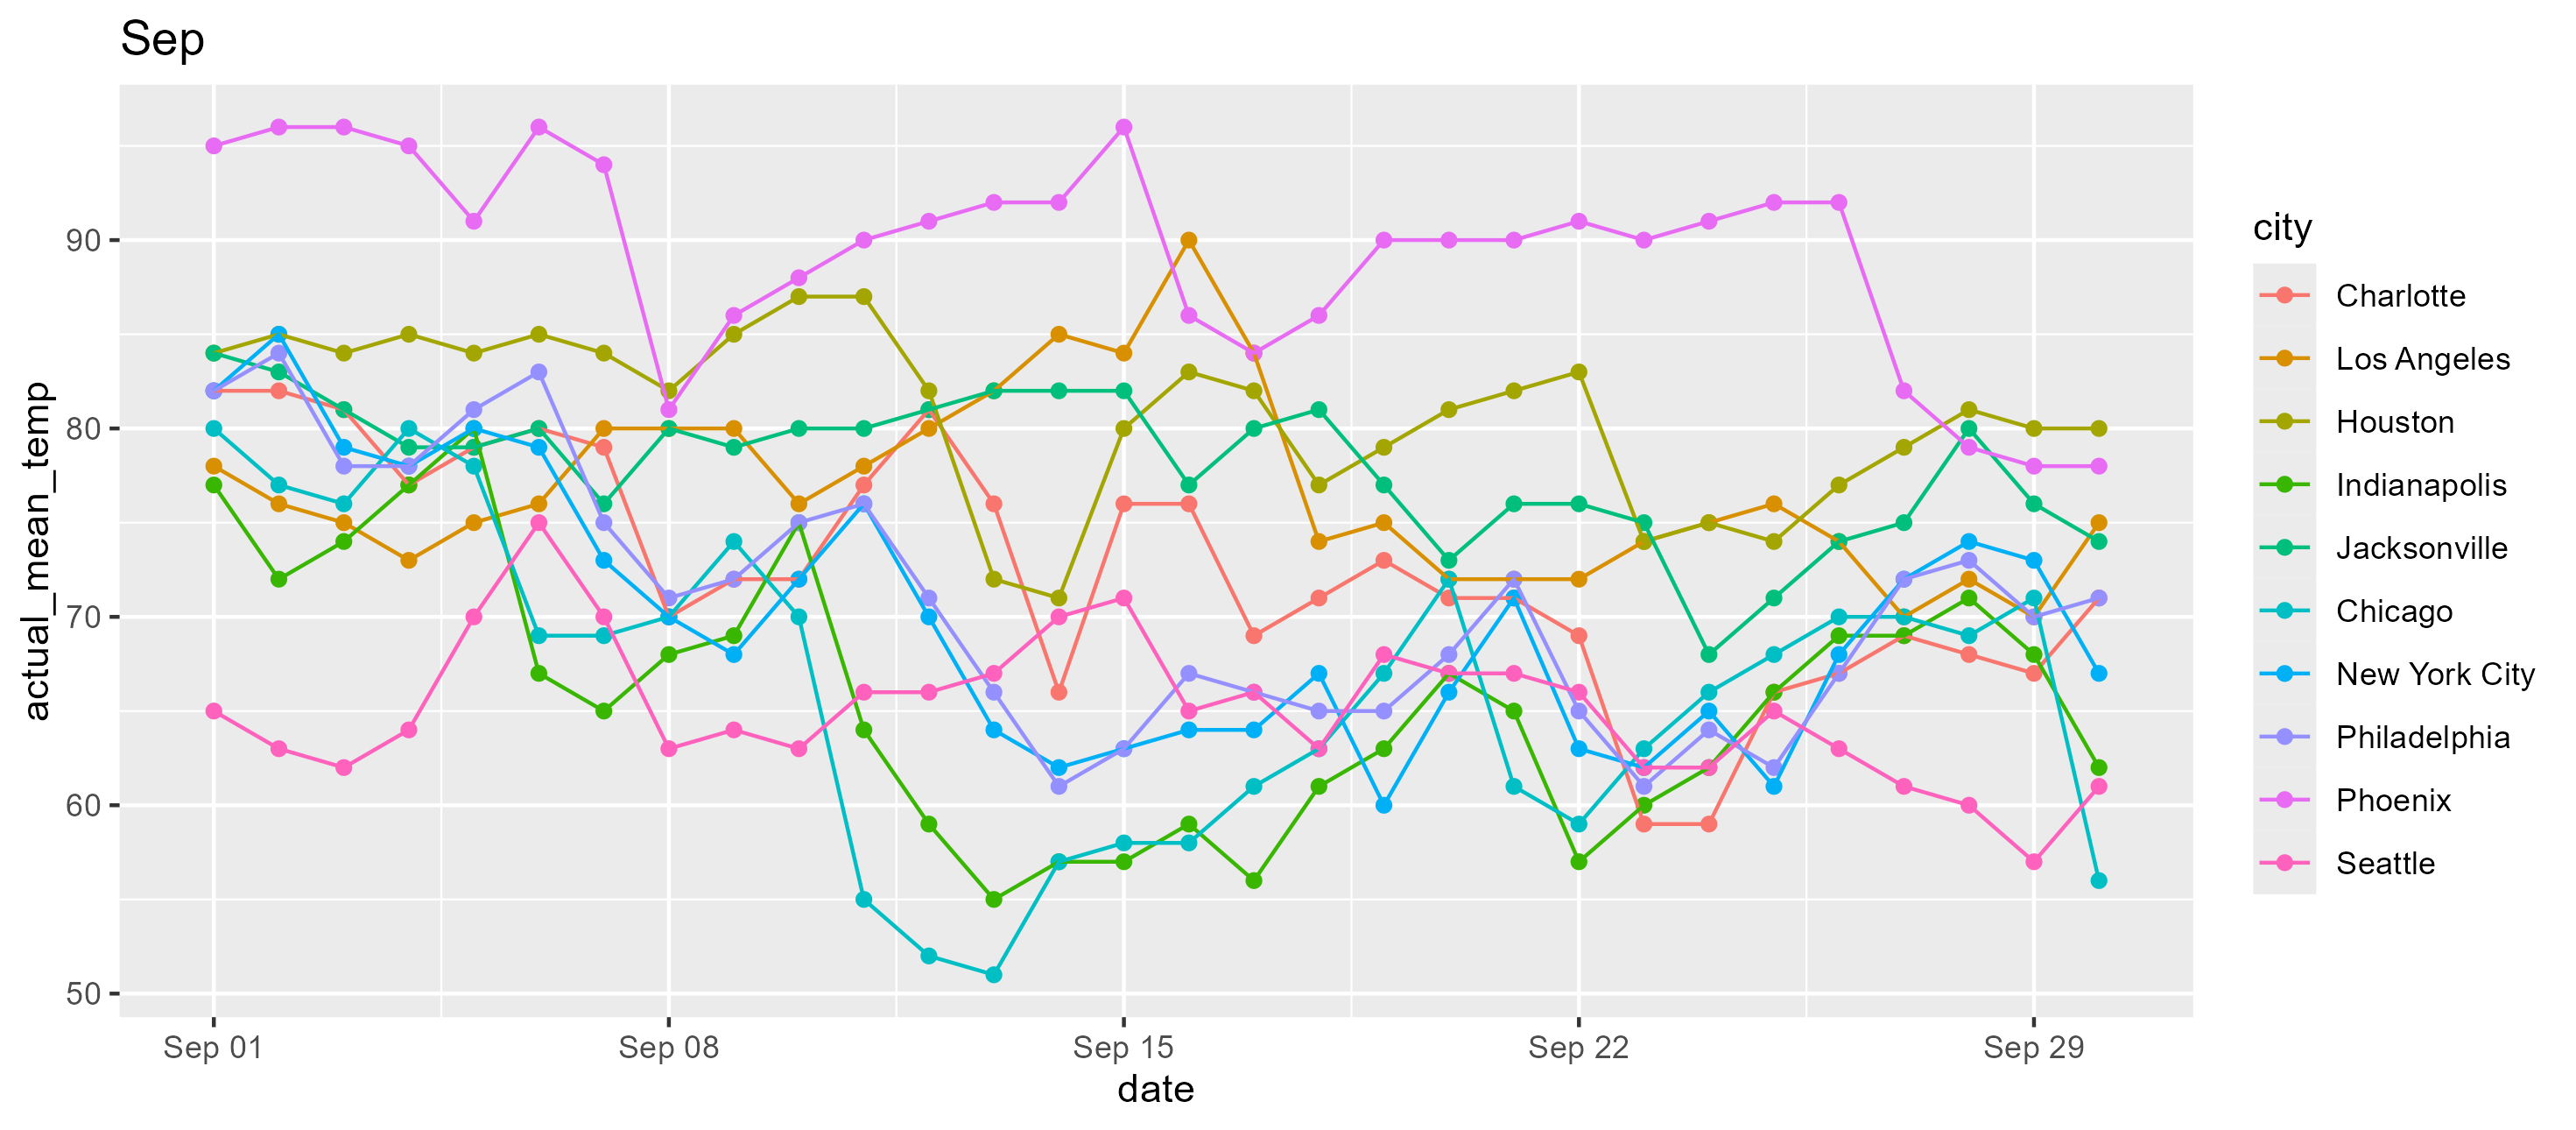 Sep
actual_mean_temp
90
80
70
60
50
Sep 01
Sep 08
Sep 15
Sep 22
Sep 29
date
city
Charlotte
Los Angeles
Houston
Indianapolis
Jacksonville
Chicago
New York City
Philadelphia
Phoenix
Seattle